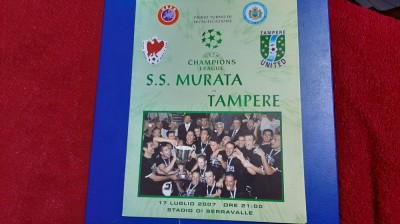 PRIMO TURNO DI
QUALIFICAZIONE
UEFA
TAMPERE
UNITED
CHAMPIONS
LEAGUE
S.S. MURATA
TAMPERE
17 LUGLIO 2007 ORE 21:00
STADIO DI SERRAVALLE